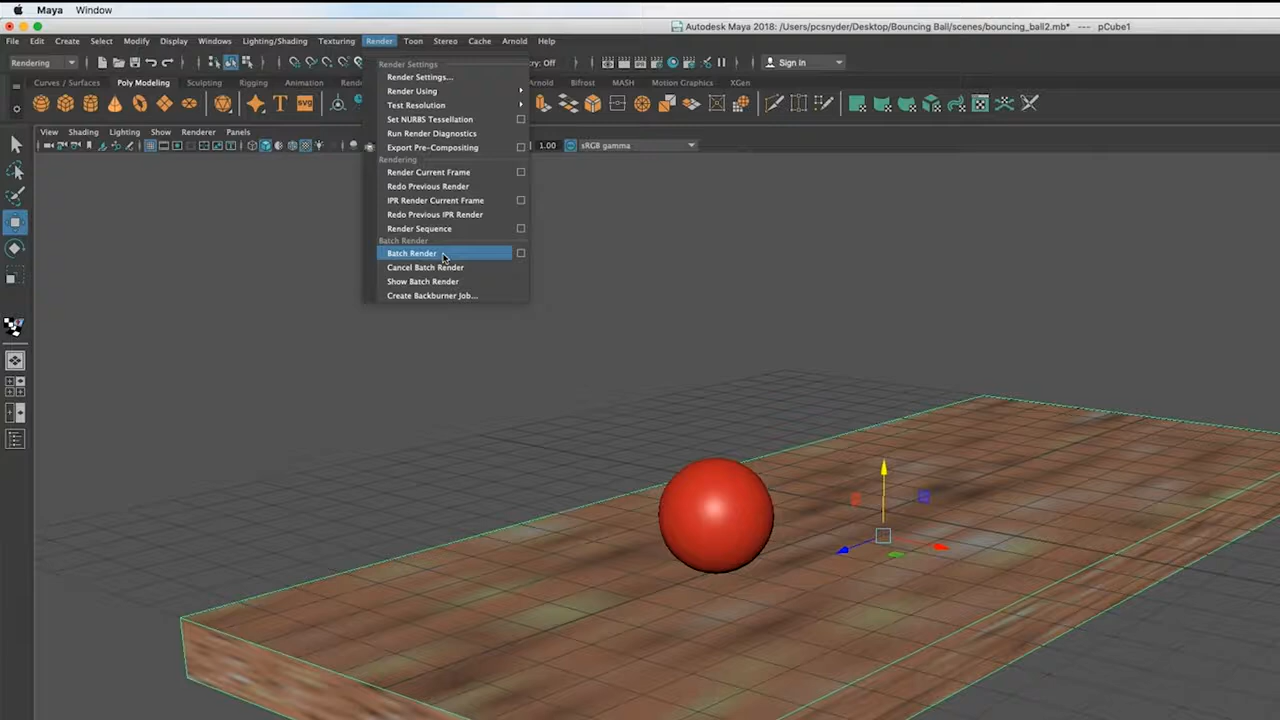 Maya Window
Autodesk Maya 2018: /Users/pcsnyder/Desktop/Bouncing Ball/scenes/bouncing_ball2.mb* --- pCube1
File Edit Create Select Modify Display Windows Lighting/Shading Texturing Render Toon Stereo Cache Arnold Help
Rendering
ry: Off
Sign In
Curves / Surfaces Poly Modeling Sculpting Rigging Animation Rend
Arnold Bifrost MASH Motion Graphics XGen
T
svg
View Shading Lighting Show Renderer Panels
1.00 sRGB gamma
Render Settings
Render Settings...
Render Using
Test Resolution
Set NURBS Tessellation
Run Render Diagnostics
Export Pre-Compositing
Rendering
Render Current Frame
Redo Previous Render
IPR Render Current Frame
Redo Previous IPR Render
Render Sequence
Batch Render
Batch Render
Cancel Batch Render
Show Batch Render
Create Backburner Job...